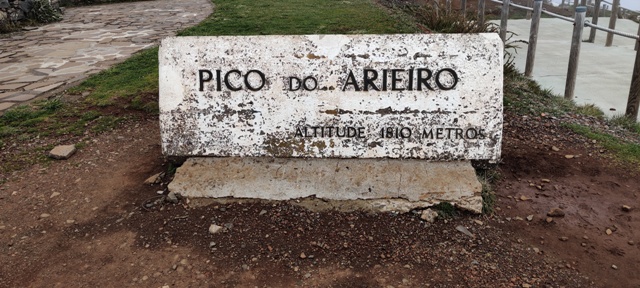 PICO DO ARIEIRO
ALTITUDE 1810 METROS